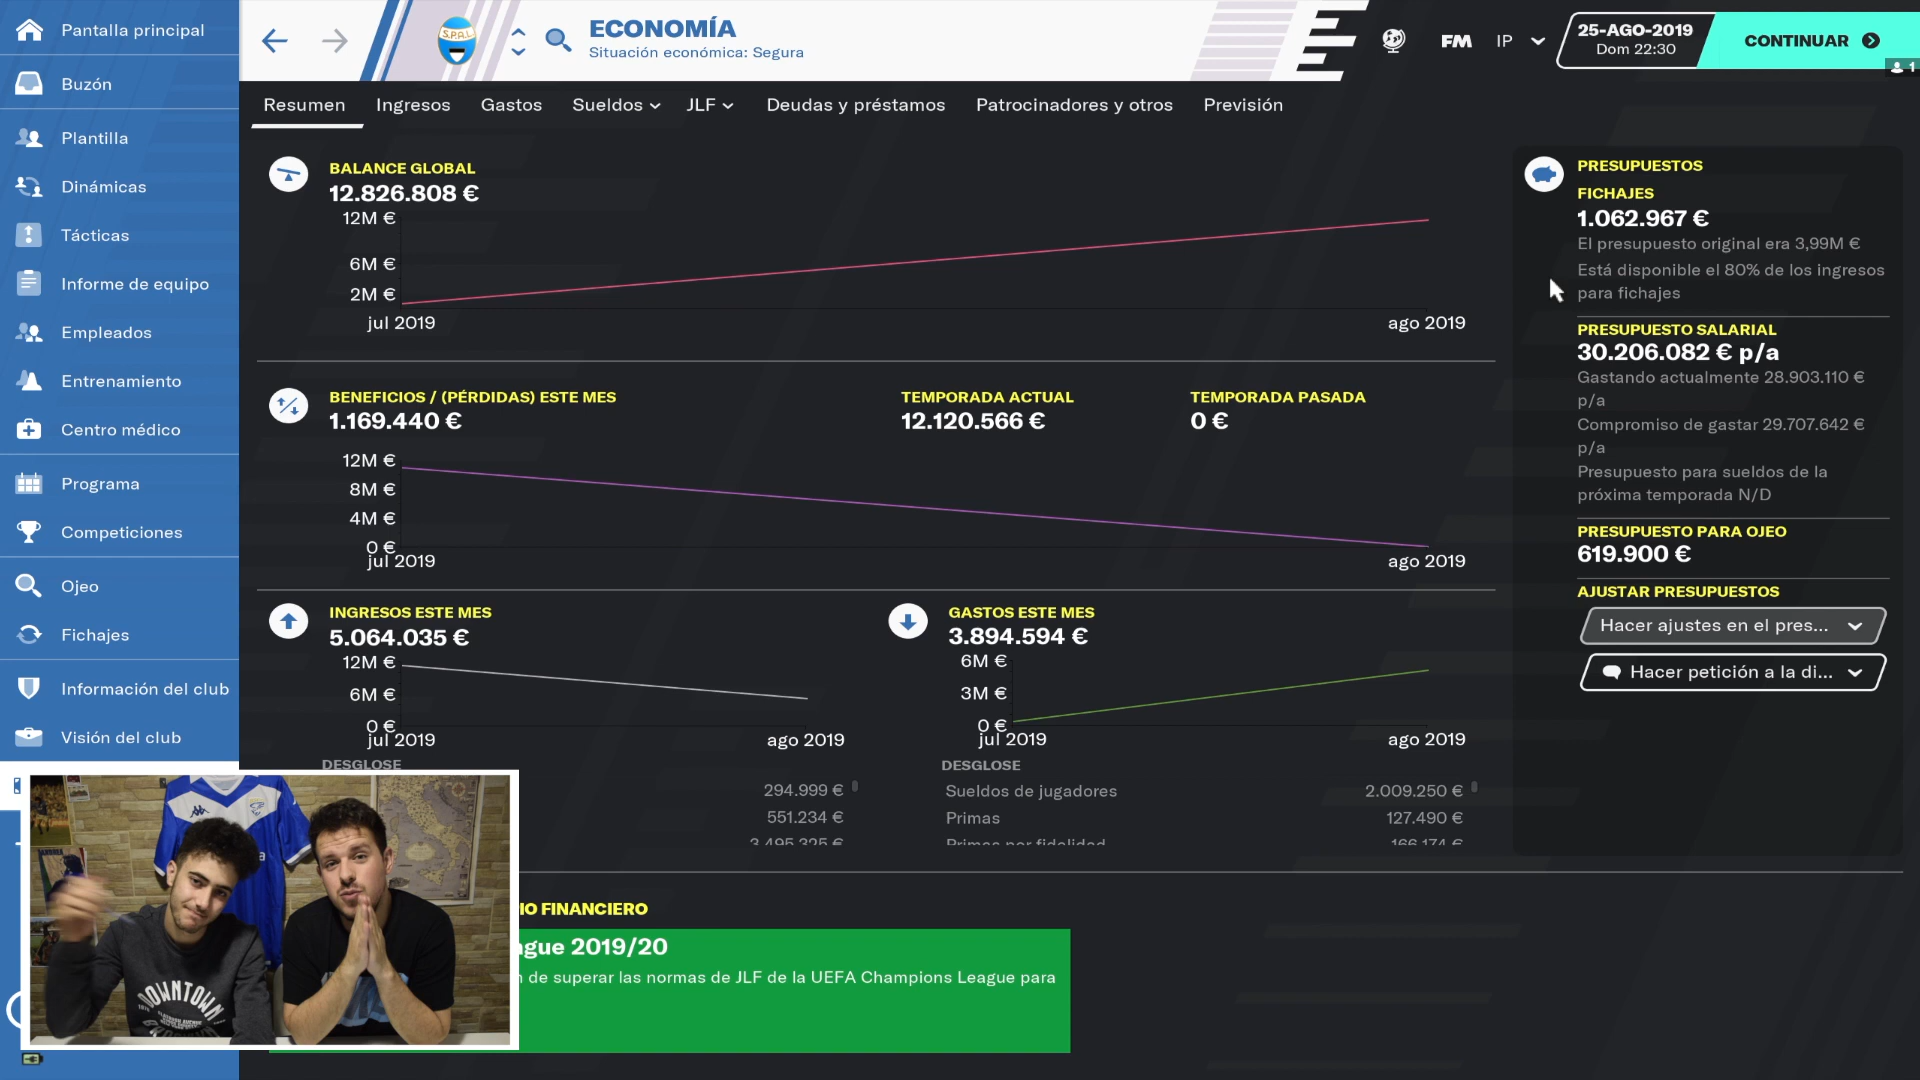 Pantalla principal
Buzón
Plantilla
Dinámicas
Tácticas
Informe de equipo
Empleados
Entrenamiento
Centro médico
Programa
Competiciones
Ojeo
Fichajes
Información del club
Visión del club
S.P.A.L.
ECONOMÍA
Situación económica: Segura
FM
IP
25-AGO-2019
Dom 22:30
CONTINUAR
1
Resumen
Ingresos
Gastos
Sueldos
JLF
Deudas y préstamos
Patrocinadores y otros
Previsión
BALANCE GLOBAL
12.826.808 €
12M €
6M €
2M €
jul 2019
ago 2019
BENEFICIOS / (PÉRDIDAS) ESTE MES
1.169.440 €
TEMPORADA ACTUAL
12.120.566 €
TEMPORADA PASADA
0 €
12M €
8M €
4M €
0 €
jul 2019
ago 2019
INGRESOS ESTE MES
5.064.035 €
12M €
6M €
0 €
jul 2019
ago 2019
DESGLOSE
294.999 €
551.234 €
3.495.325 €
GASTOS ESTE MES
3.894.594 €
6M €
3M €
0 €
jul 2019
ago 2019
DESGLOSE
Sueldos de jugadores
2.009.250 €
Primas
127.490 €
Primas por fidelidad
166.174 €
PRESUPUESTOS
FICHAJES
1.062.967 €
El presupuesto original era 3,99M €
Está disponible el 80% de los ingresos
para fichajes
PRESUPUESTO SALARIAL
30.206.082 € p/a
Gastando actualmente 28.903.110 €
p/a
Compromiso de gastar 29.707.642 €
p/a
Presupuesto para sueldos de la
próxima temporada N/D
PRESUPUESTO PARA OJEO
619.900 €
AJUSTAR PRESUPUESTOS
Hacer ajustes en el pres...
Hacer petición a la di...
IO FINANCIERO
gue 2019/20
de superar las normas de JLF de la UEFA Champions League para
DOWNTOWN